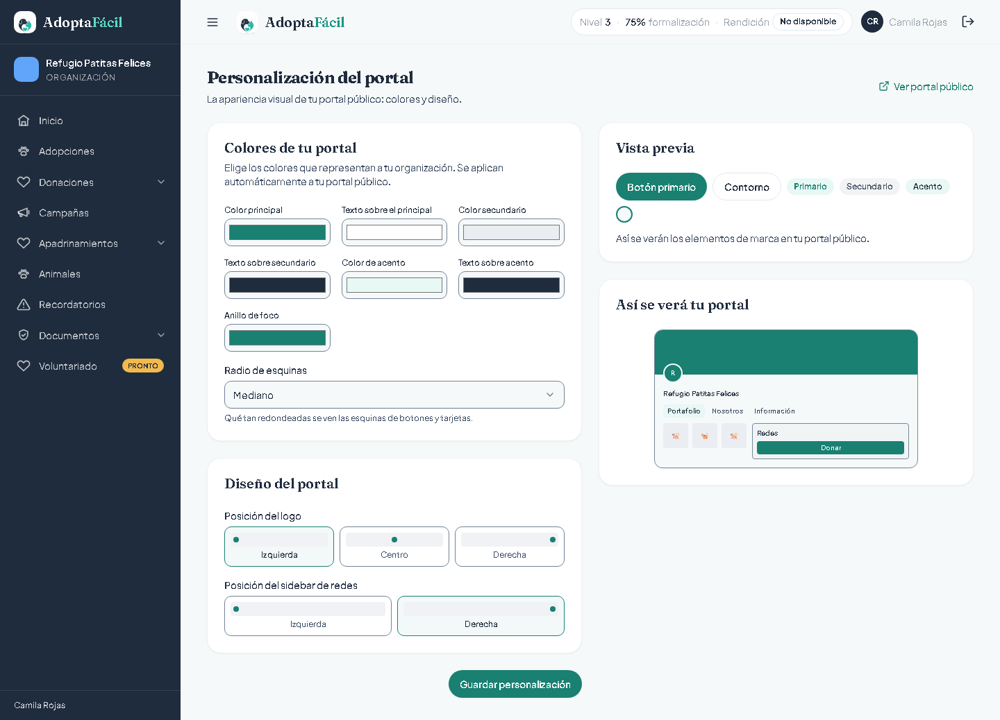 AdoptaFácil
Refugio Patitas Felices
ORGANIZACIÓN
Inicio
Adopciones
Donaciones
Campañas
Apadrinamientos
Animales
Recordatorios
Documentos
Voluntariado PRONTO
Camila Rojas
AdoptaFácil
Nivel 3 · 75% formalización · Rendición No disponible
CR Camila Rojas
Personalización del portal
La apariencia visual de tu portal público: colores y diseño.
Ver portal público
Colores de tu portal
Elige los colores que representan a tu organización. Se aplican
automáticamente a tu portal público.
Color principal Texto sobre el principal Color secundario
Texto sobre secundario Color de acento Texto sobre acento
Anillo de foco
Radio de esquinas
Mediano
Qué tan redondeadas se ven las esquinas de botones y tarjetas.
Diseño del portal
Posición del logo
Izquierda Centro Derecha
Posición del sidebar de redes
Izquierda Derecha
Guardar personalización
Vista previa
Botón primario Contorno Primario Secundario Acento
Así se verán los elementos de marca en tu portal público.
Así se verá tu portal
R
Refugio Patitas Felices
Portafolio Nosotros Información
Redes
Donar